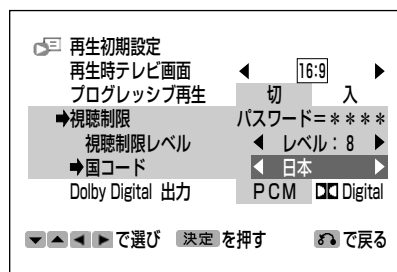 再生初期設定
再生時テレビ画面 ◀ 16:9 ▶
プログレッシブ再生 切 入
➡視聴制限 パスワード=****
視聴制限レベル ◀ レベル:8 ▶
➡国コード ◀ 日本 ▶
Dolby Digital 出力 PCM Digital
▼▲◀▶で選び 決定を押す で戻る